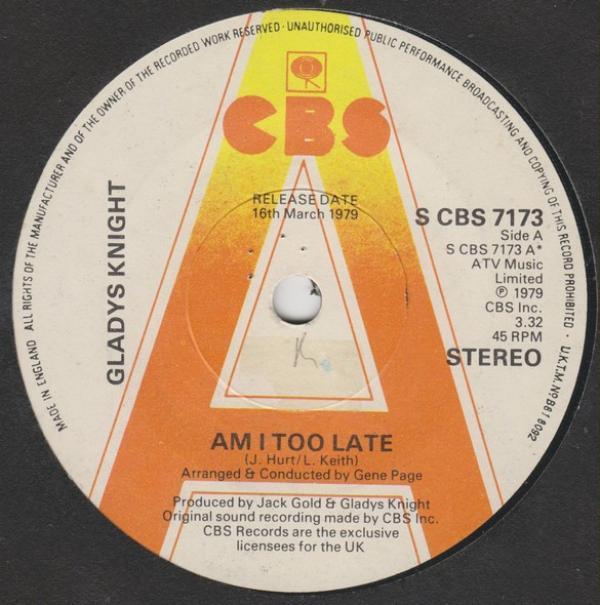 MADE IN ENGLAND ALL RIGHTS OF THE MANUFACTURER AND OF THE OWNER OF THE RECORDED WORK RESERVED · UNAUTHORISED PUBLIC PERFORMANCE BROADCASTING AND COPYING OF THIS RECORD PROHIBITED · U.K.T.M. Nº B 818092
CBS
RELEASE DATE
16th March 1979
GLADYS KNIGHT
S CBS 7173
Side A
S CBS 7173 A*
ATV Music
Limited
℗ 1979
CBS Inc.
3.32
45 RPM
STEREO
AM I TOO LATE
(J. Hurt/L. Keith)
Arranged & Conducted by Gene Page
Produced by Jack Gold & Gladys Knight
Original sound recording made by CBS Inc.
CBS Records are the exclusive
licensees for the UK